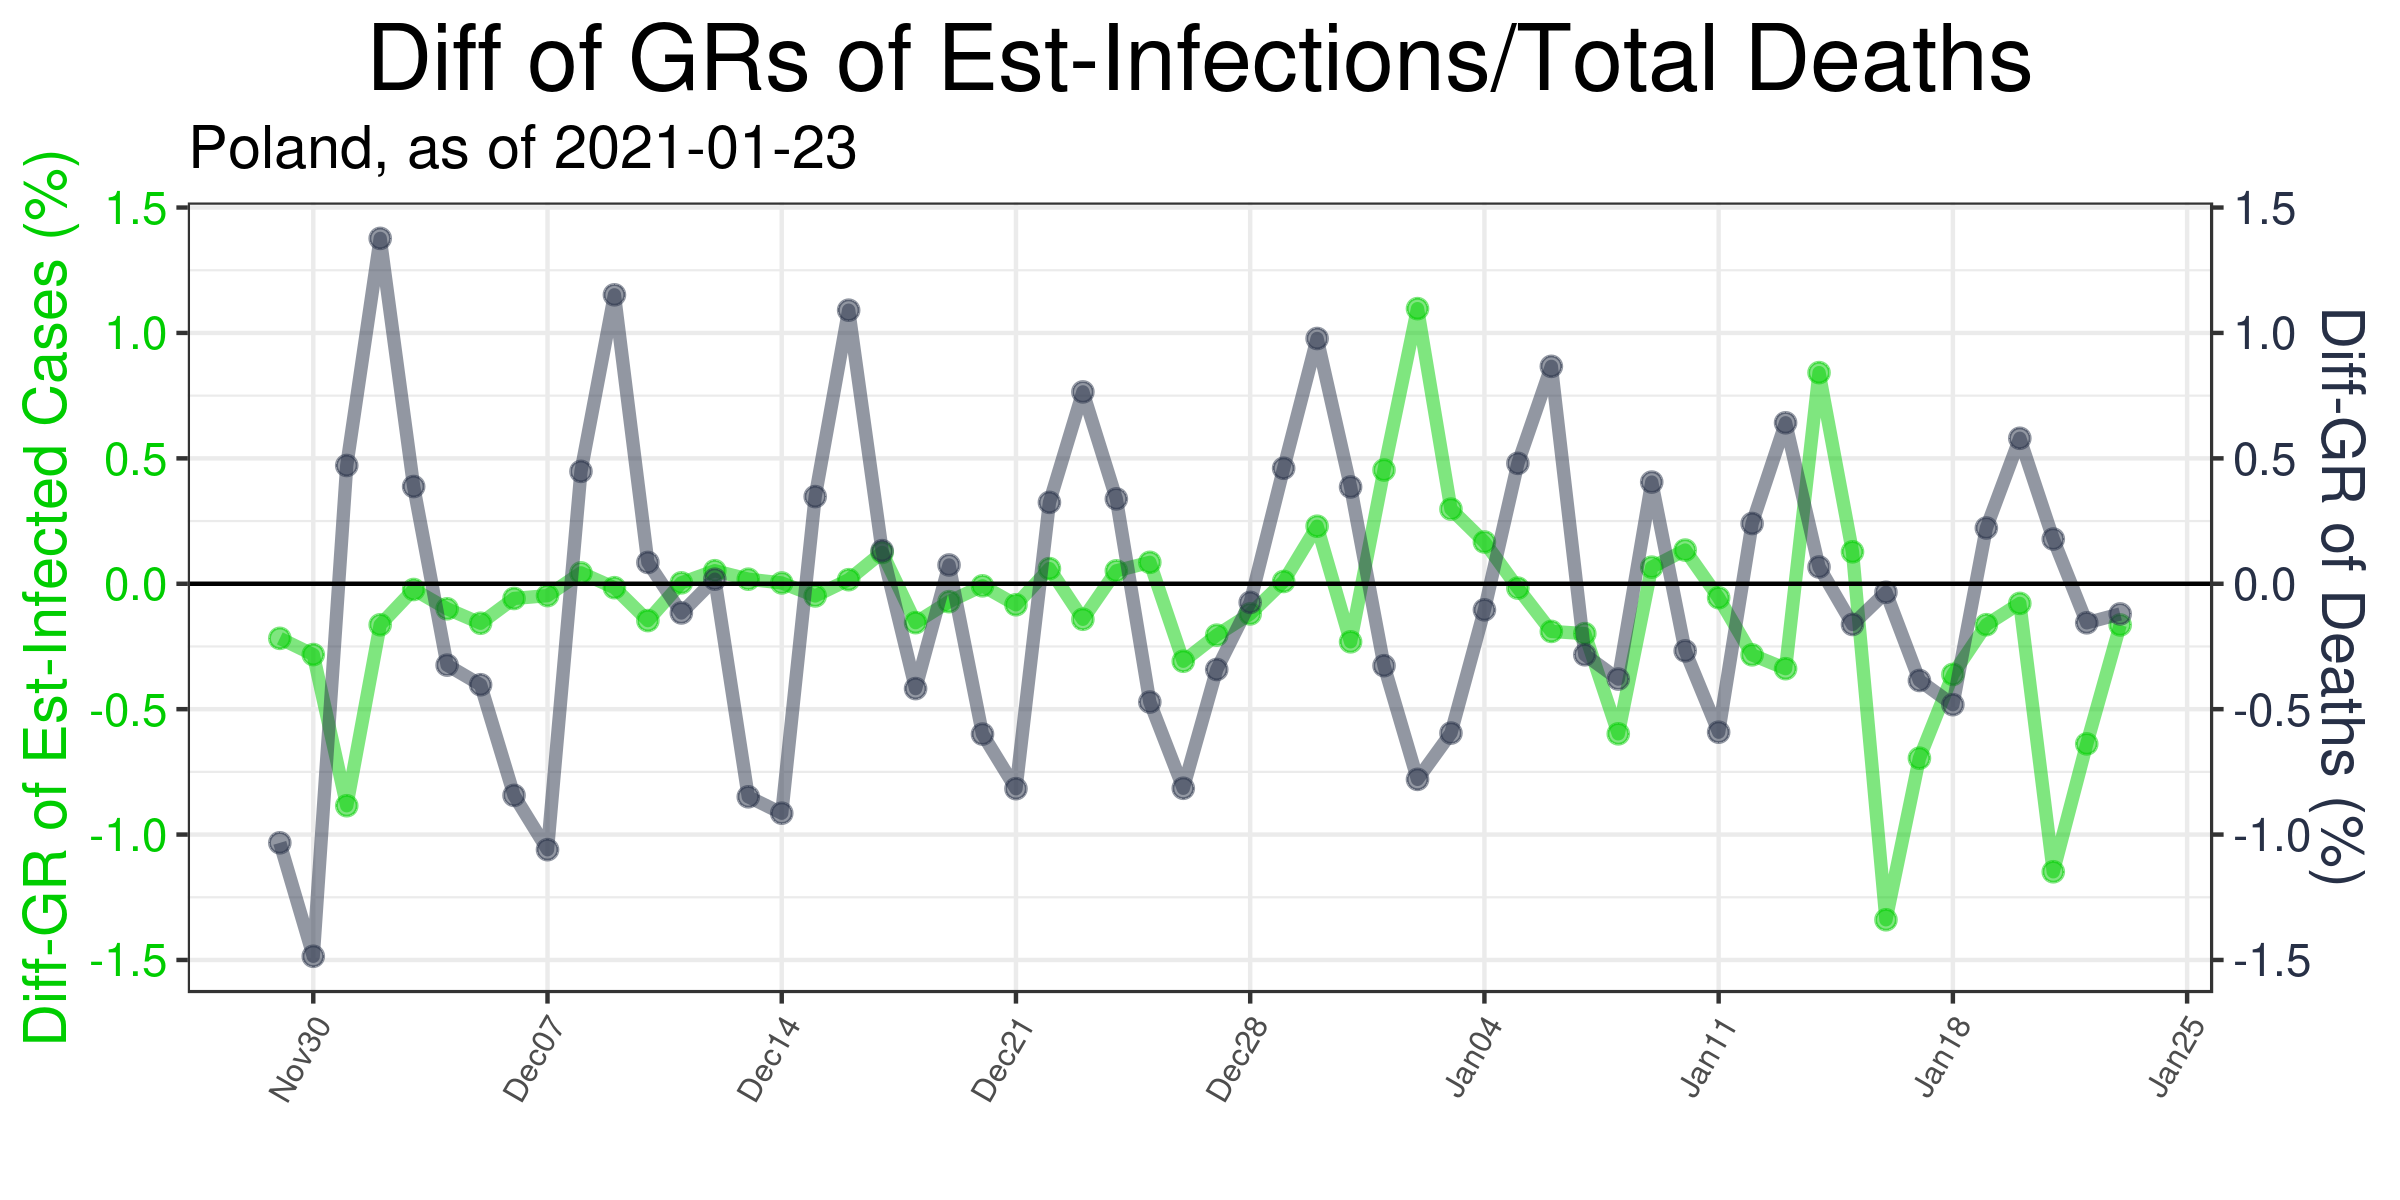 Diff of GRs of Est-Infections/Total Deaths
Poland, as of 2021-01-23
Diff-GR of Est-Infected Cases (%)
1.5
1.0
0.5
0.0
-0.5
-1.0
-1.5
1.5
1.0
0.5
0.0
-0.5
-1.0
-1.5
Diff-GR of Deaths (%)
Nov30
Dec07
Dec14
Dec21
Dec28
Jan04
Jan11
Jan18
Jan25